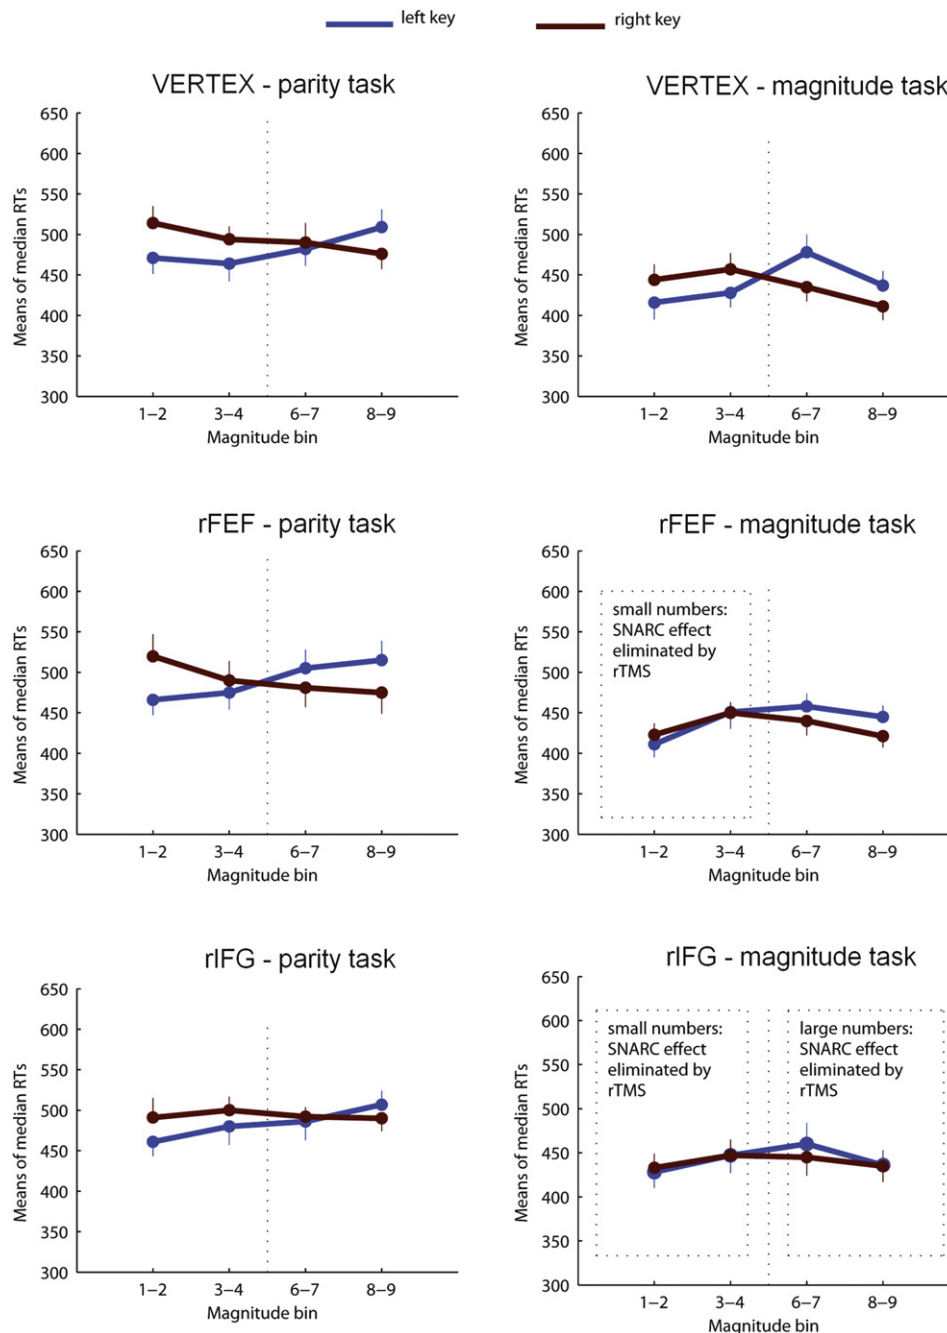 left key
right key
VERTEX - parity task
VERTEX - magnitude task
Means of median RTs
650
600
550
500
450
400
350
300
1–2
3–4
6–7
8–9
Magnitude bin
Means of median RTs
650
600
550
500
450
400
350
300
1–2
3–4
6–7
8–9
Magnitude bin
rFEF - parity task
rFEF - magnitude task
Means of median RTs
650
600
550
500
450
400
350
300
1–2
3–4
6–7
8–9
Magnitude bin
Means of median RTs
650
600
550
500
450
400
350
300
small numbers:
SNARC effect
eliminated by
rTMS
1–2
3–4
6–7
8–9
Magnitude bin
rIFG - parity task
rIFG - magnitude task
Means of median RTs
650
600
550
500
450
400
350
300
1–2
3–4
6–7
8–9
Magnitude bin
Means of median RTs
650
600
550
500
450
400
350
300
small numbers:
SNARC effect
eliminated by
rTMS
large numbers:
SNARC effect
eliminated by
rTMS
1–2
3–4
6–7
8–9
Magnitude bin